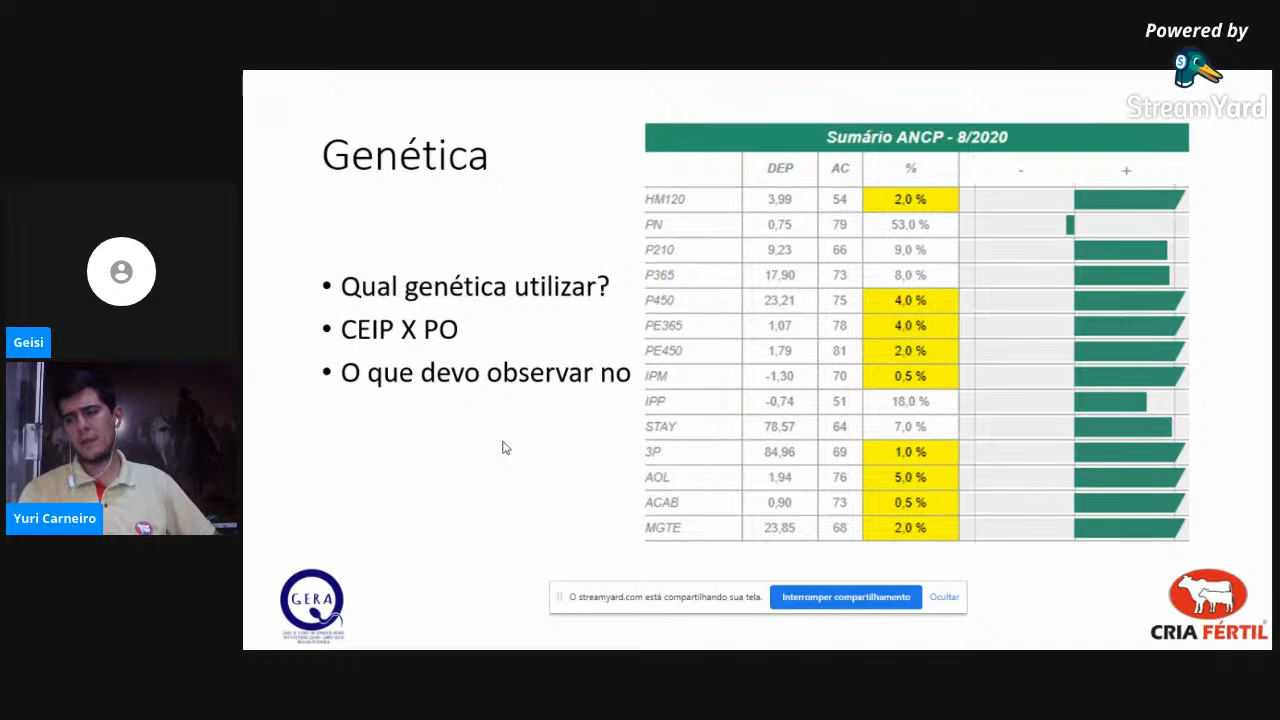 Powered by
StreamYard
Genética
• Qual genética utilizar?
• CEIP X PO
• O que devo observar no
Sumário ANCP - 8/2020
DEP AC % - +
HM120 3,99 54 2,0 %
PN 0,75 79 53,0 %
P210 9,23 66 9,0 %
P365 17,90 73 8,0 %
P450 23,21 75 4,0 %
PE365 1,07 78 4,0 %
PE450 1,79 81 2,0 %
IPM -1,30 70 0,5 %
IPP -0,74 51 18,0 %
STAY 78,57 64 7,0 %
3P 84,96 69 1,0 %
AOL 1,94 76 5,0 %
ACAB 0,90 73 0,5 %
MGTE 23,85 68 2,0 %
Geisi
Yuri Carneiro
G.E.R.A
O streamyard.com está compartilhando sua tela.
Interromper compartilhamento
Ocultar
CRIA FÉRTIL